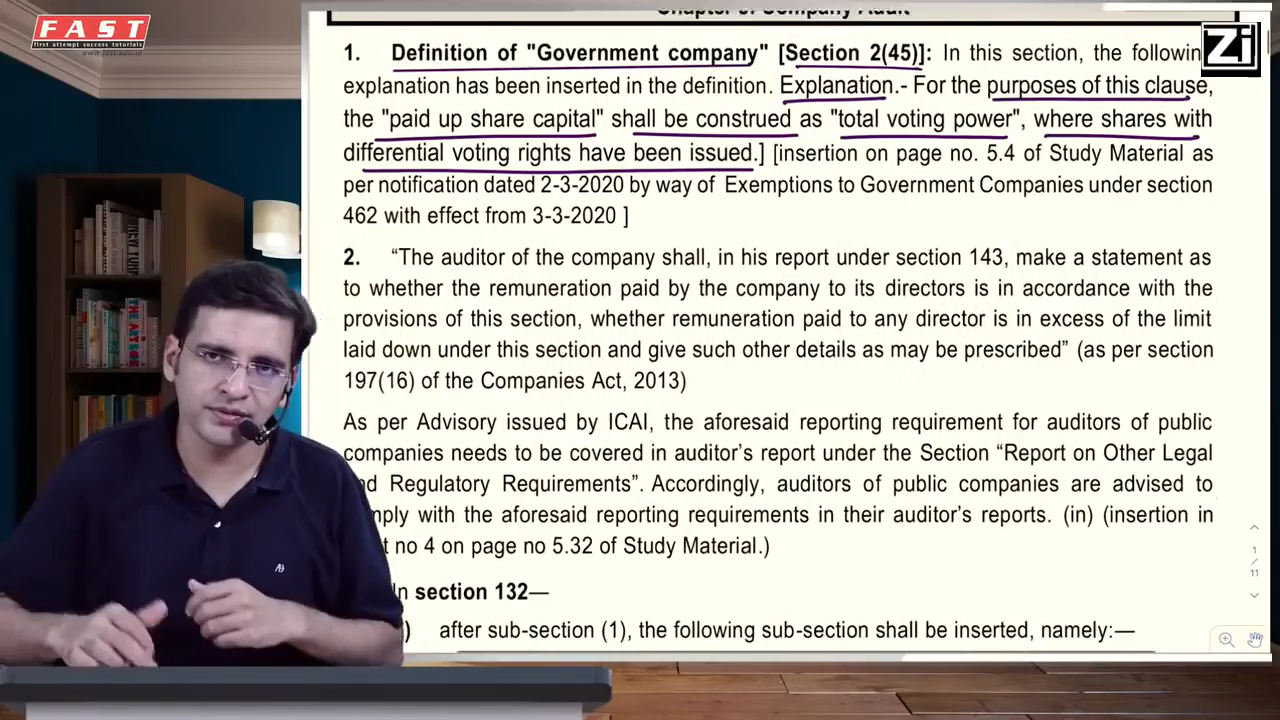 FAST
first attempt success tutorials
Zi
Chapter 5: Company Audit
1. Definition of "Government company" [Section 2(45)]: In this section, the following
explanation has been inserted in the definition. Explanation.- For the purposes of this clause,
the "paid up share capital" shall be construed as "total voting power", where shares with
differential voting rights have been issued.] [insertion on page no. 5.4 of Study Material as
per notification dated 2-3-2020 by way of Exemptions to Government Companies under section
462 with effect from 3-3-2020 ]
2. “The auditor of the company shall, in his report under section 143, make a statement as
to whether the remuneration paid by the company to its directors is in accordance with the
provisions of this section, whether remuneration paid to any director is in excess of the limit
laid down under this section and give such other details as may be prescribed” (as per section
197(16) of the Companies Act, 2013)
As per Advisory issued by ICAI, the aforesaid reporting requirement for auditors of public
companies needs to be covered in auditor’s report under the Section “Report on Other Legal
Regulatory Requirements”. Accordingly, auditors of public companies are advised to
with the aforesaid reporting requirements in their auditor’s reports. (in) (insertion in
no 4 on page no 5.32 of Study Material.)
In section 132—
) after sub-section (1), the following sub-section shall be inserted, namely:—
1
/
11